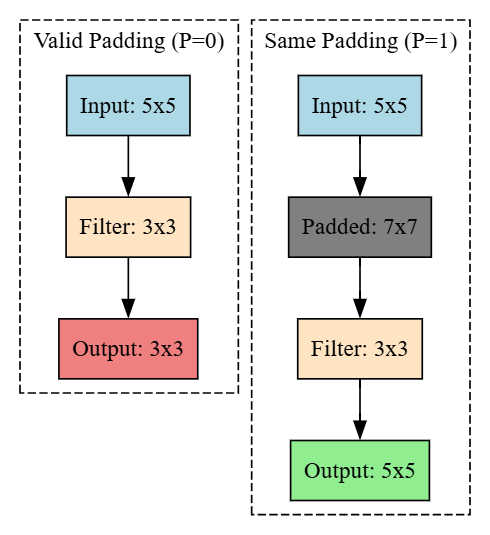 Valid Padding (P=0)
Input: 5x5
Filter: 3x3
Output: 3x3
Same Padding (P=1)
Input: 5x5
Padded: 7x7
Filter: 3x3
Output: 5x5